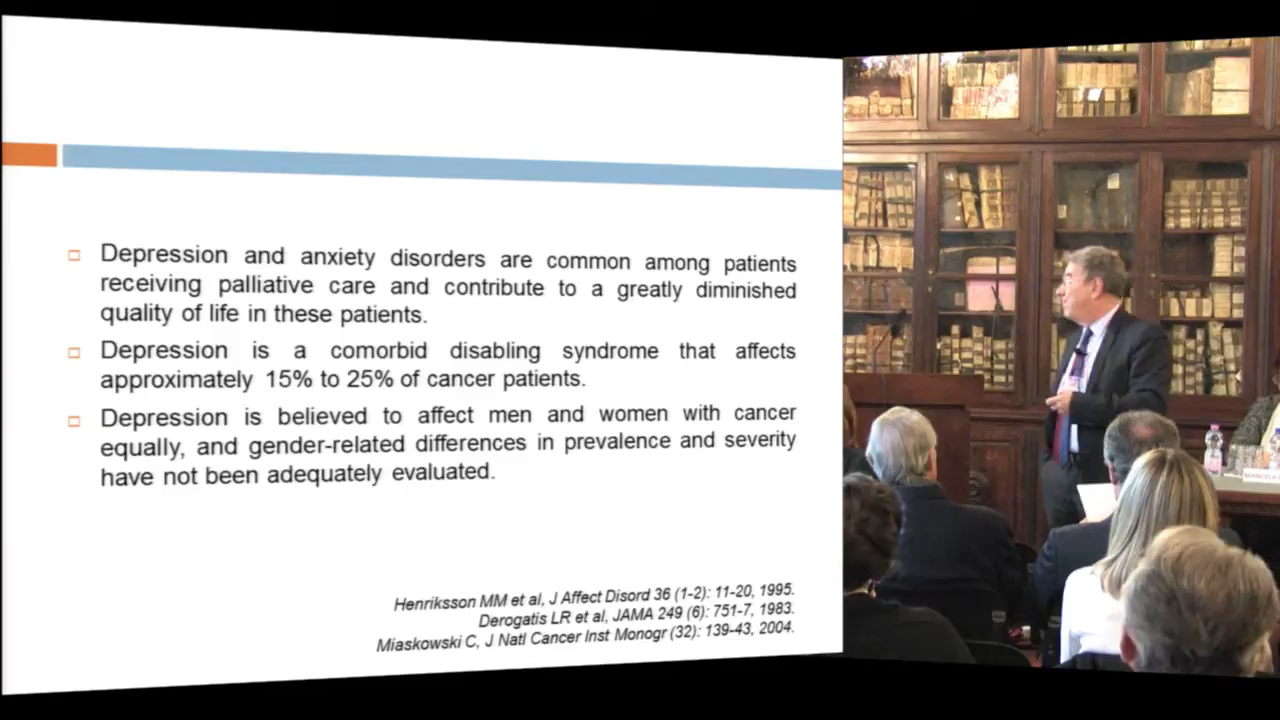 Depression and anxiety disorders are common among patients
receiving palliative care and contribute to a greatly diminished
quality of life in these patients.
Depression is a comorbid disabling syndrome that affects
approximately 15% to 25% of cancer patients.
Depression is believed to affect men and women with cancer
equally, and gender-related differences in prevalence and severity
have not been adequately evaluated.
Henriksson MM et al, J Affect Disord 36 (1-2): 11-20, 1995.
Derogatis LR et al, JAMA 249 (6): 751-7, 1983.
Miaskowski C, J Natl Cancer Inst Monogr (32): 139-43, 2004.